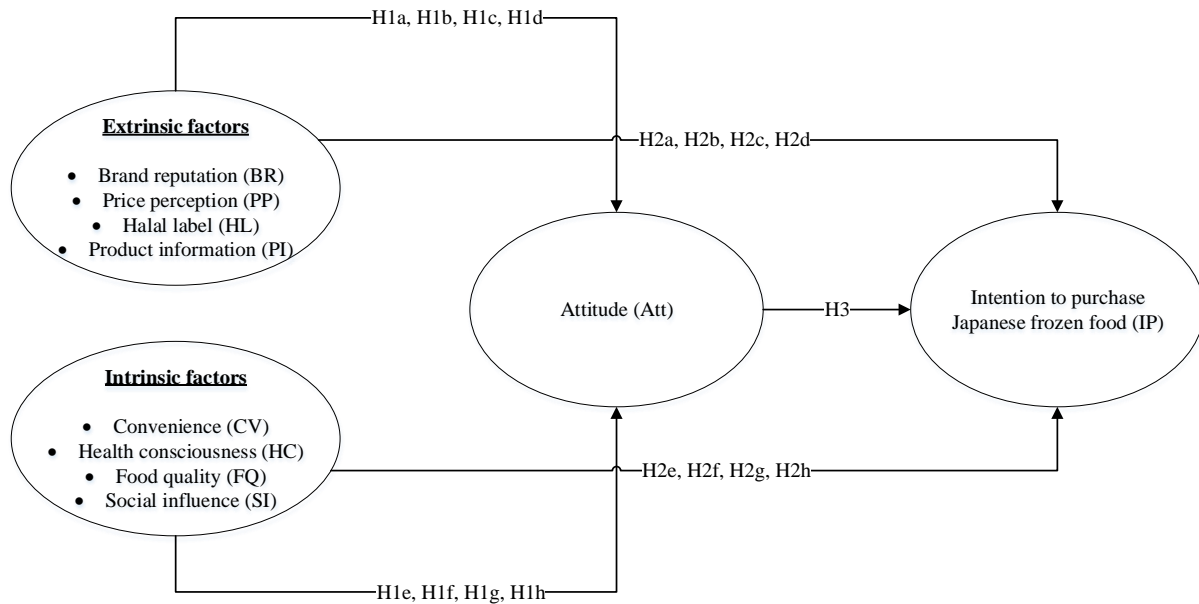 H1a, H1b, H1c, H1d
Extrinsic factors
• Brand reputation (BR)
• Price perception (PP)
• Halal label (HL)
• Product information (PI)
H2a, H2b, H2c, H2d
Attitude (Att)
H3
Intention to purchase
Japanese frozen food (IP)
Intrinsic factors
• Convenience (CV)
• Health consciousness (HC)
• Food quality (FQ)
• Social influence (SI)
H2e, H2f, H2g, H2h
H1e, H1f, H1g, H1h